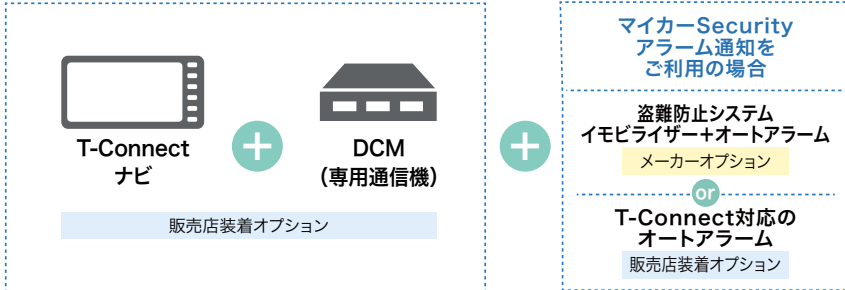 T-Connect
ナビ
DCM
（専用通信機）
販売店装着オプション
マイカーSecurity
アラーム通知を
ご利用の場合
盗難防止システム
イモビライザー＋オートアラーム
メーカーオプション
or
T-Connect対応の
オートアラーム
販売店装着オプション